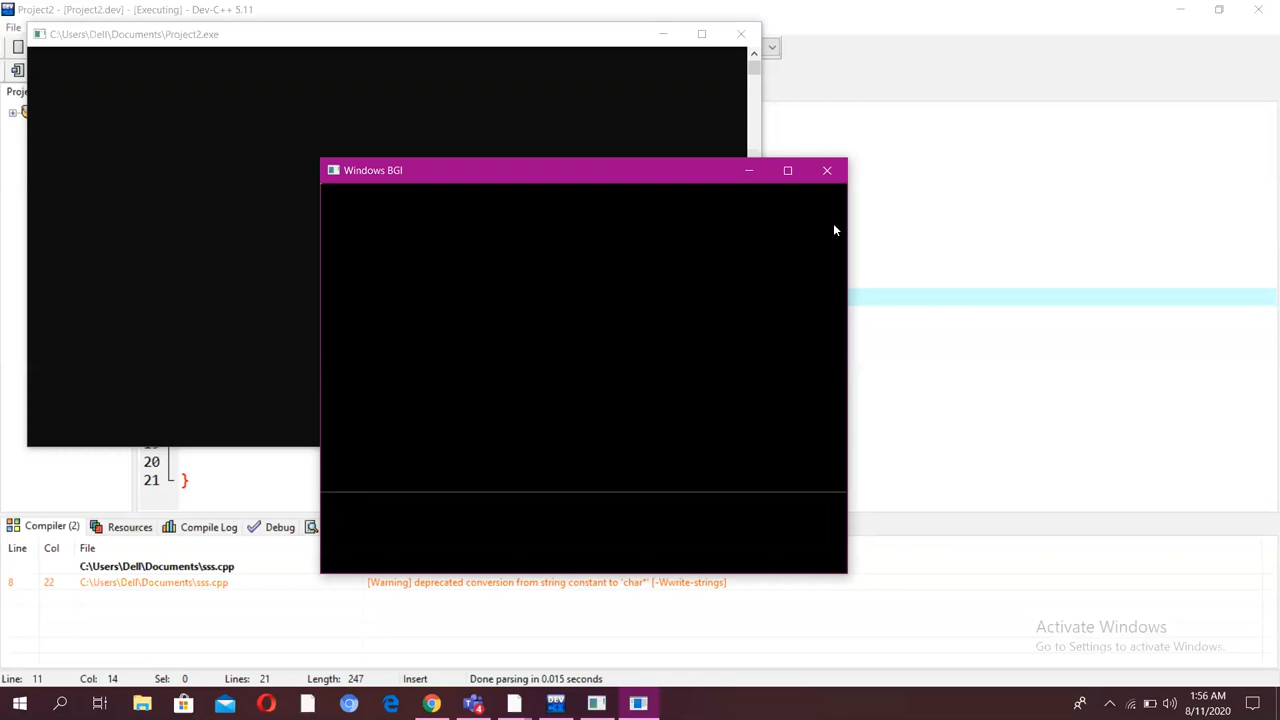 Project2 - [Project2.dev] - [Executing] - Dev-C++ 5.11
File
C:\Users\Dell\Documents\Project2.exe
Proje
Windows BGI
20
21 }
Compiler (2) Resources Compile Log Debug
Line Col File
C:\Users\Dell\Documents\sss.cpp
8 22 C:\Users\Dell\Documents\sss.cpp [Warning] deprecated conversion from string constant to 'char*' [-Wwrite-strings]
Activate Windows
Go to Settings to activate Windows.
Line: 11 Col: 14 Sel: 0 Lines: 21 Length: 247 Insert Done parsing in 0.015 seconds
DEV
1:56 AM
8/11/2020